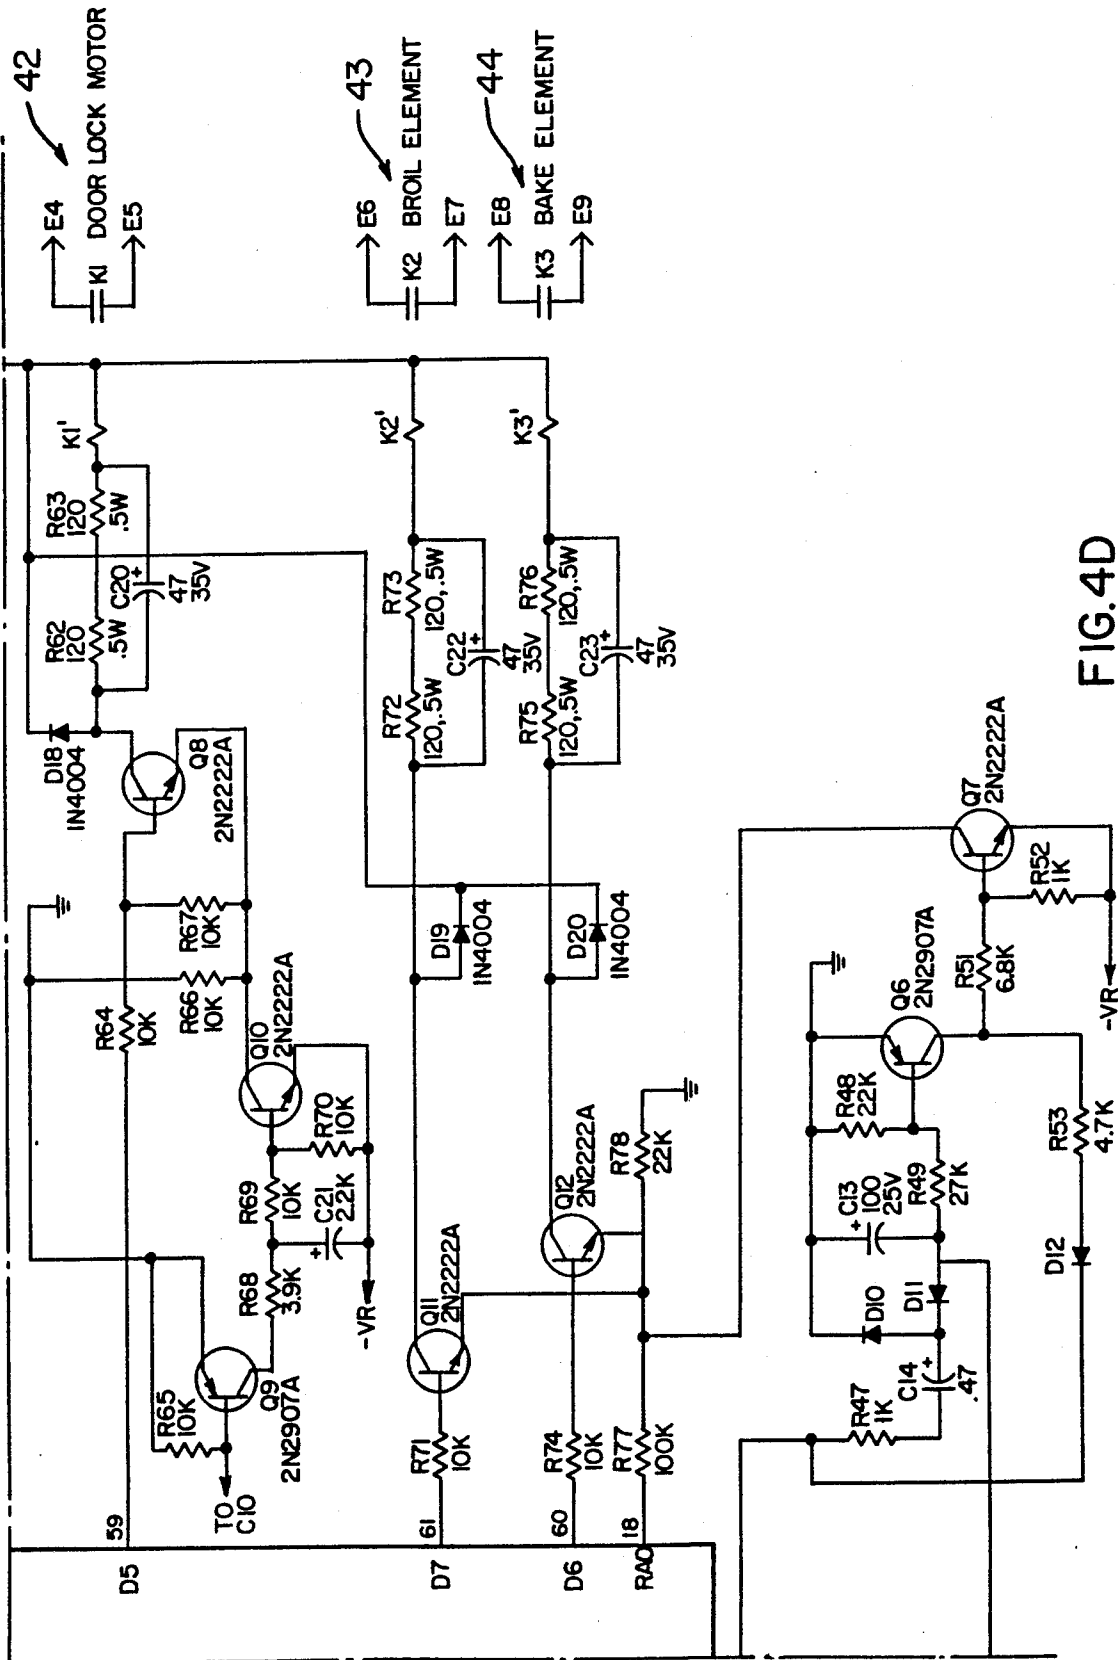 42
E4
K1 DOOR LOCK MOTOR
E5
43
E6
K2 BROIL ELEMENT
E7
44
E8
K3 BAKE ELEMENT
E9
K1'
R63
120
.5W
R62
120
.5W
C20 +
47
35V
D18
1N4004
Q8
2N2222A
R67
10K
R66
10K
R64
10K
Q10
2N2222A
R70
10K
R69
10K
C21
2.2K
+
R68
3.9K
-VR
Q9
2N2907A
R65
10K
TO
C10
59
D5
K2'
R73
120,.5W
R72
120,.5W
C22 +
47
35V
D19
1N4004
Q11
2N2222A
R71
10K
61
D7
K3'
R76
120,.5W
R75
120,.5W
C23 +
47
35V
D20
1N4004
Q12
2N2222A
R74
10K
60
D6
R78
22K
R77
100K
18
RAO
Q7
2N2222A
R52
1K
R51
6.8K
-VR
Q6
2N2907A
R48
22K
R49
27K
C13
+ 100
25V
R53
4.7K
D12
D11
D10
C14 +
.47
R47
1K
FIG.4D